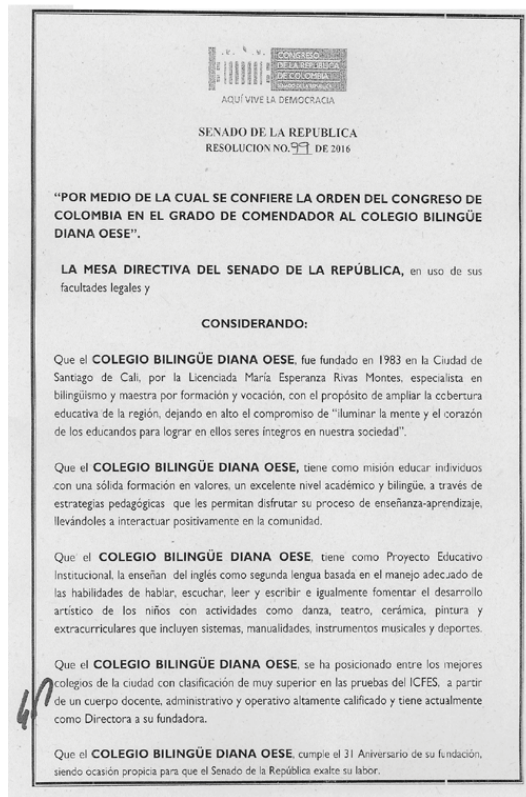 CONGRESO
DE LA REPÚBLICA
DE COLOMBIA
AQUÍ VIVE LA DEMOCRACIA
SENADO DE LA REPUBLICA
RESOLUCION NO. 99 DE 2016
“POR MEDIO DE LA CUAL SE CONFIERE LA ORDEN DEL CONGRESO DE
COLOMBIA EN EL GRADO DE COMENDADOR AL COLEGIO BILINGÜE
DIANA OESE”.
LA MESA DIRECTIVA DEL SENADO DE LA REPÚBLICA, en uso de sus
facultades legales y
CONSIDERANDO:
Que el COLEGIO BILINGÜE DIANA OESE, fue fundado en 1983 en la Ciudad de
Santiago de Cali, por la Licenciada María Esperanza Rivas Montes, especialista en
bilingüismo y maestra por formación y vocación, con el propósito de ampliar la cobertura
educativa de la región, dejando en alto el compromiso de “iluminar la mente y el corazón
de los educandos para lograr en ellos seres íntegros en nuestra sociedad”.
Que el COLEGIO BILINGÜE DIANA OESE, tiene como misión educar individuos
con una sólida formación en valores, un excelente nivel académico y bilingüe, a través de
estrategias pedagógicas que les permitan disfrutar su proceso de enseñanza-aprendizaje,
llevándoles a interactuar positivamente en la comunidad.
Que el COLEGIO BILINGÜE DIANA OESE, tiene como Proyecto Educativo
Institucional, la enseñan del inglés como segunda lengua basada en el manejo adecuado de
las habilidades de hablar, escuchar, leer y escribir e igualmente fomentar el desarrollo
artístico de los niños con actividades como danza, teatro, cerámica, pintura y
extracurriculares que incluyen sistemas, manualidades, instrumentos musicales y deportes.
Que el COLEGIO BILINGÜE DIANA OESE, se ha posicionado entre los mejores
colegios de la ciudad con clasificación de muy superior en las pruebas del ICFES, a partir
de un cuerpo docente, administrativo y operativo altamente calificado y tiene actualmente
como Directora a su fundadora.
Que el COLEGIO BILINGÜE DIANA OESE, cumple el 31 Aniversario de su fundación,
siendo ocasión propicia para que el Senado de la República exalte su labor.